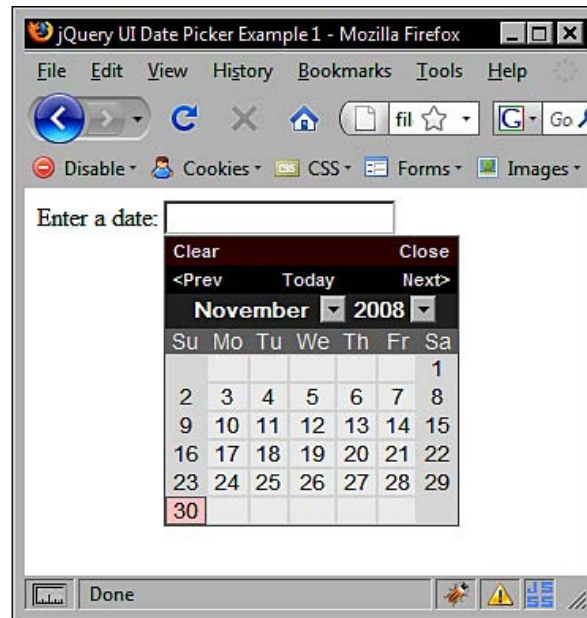 jQuery UI Date Picker Example 1 - Mozilla Firefox
File Edit View History Bookmarks Tools Help
fil G Go
Disable Cookies CSS CSS Forms Images
Enter a date:
Clear Close
<Prev Today Next>
November 2008
Su Mo Tu We Th Fr Sa
1
2 3 4 5 6 7 8
9 10 11 12 13 14 15
16 17 18 19 20 21 22
23 24 25 26 27 28 29
30
Done